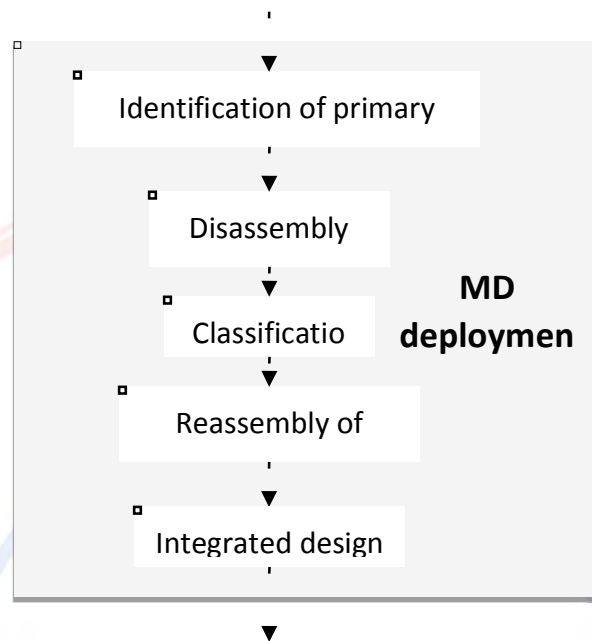 Identification of primary
Disassembly
MD
deploymen
Classificatio
Reassembly of
Integrated design